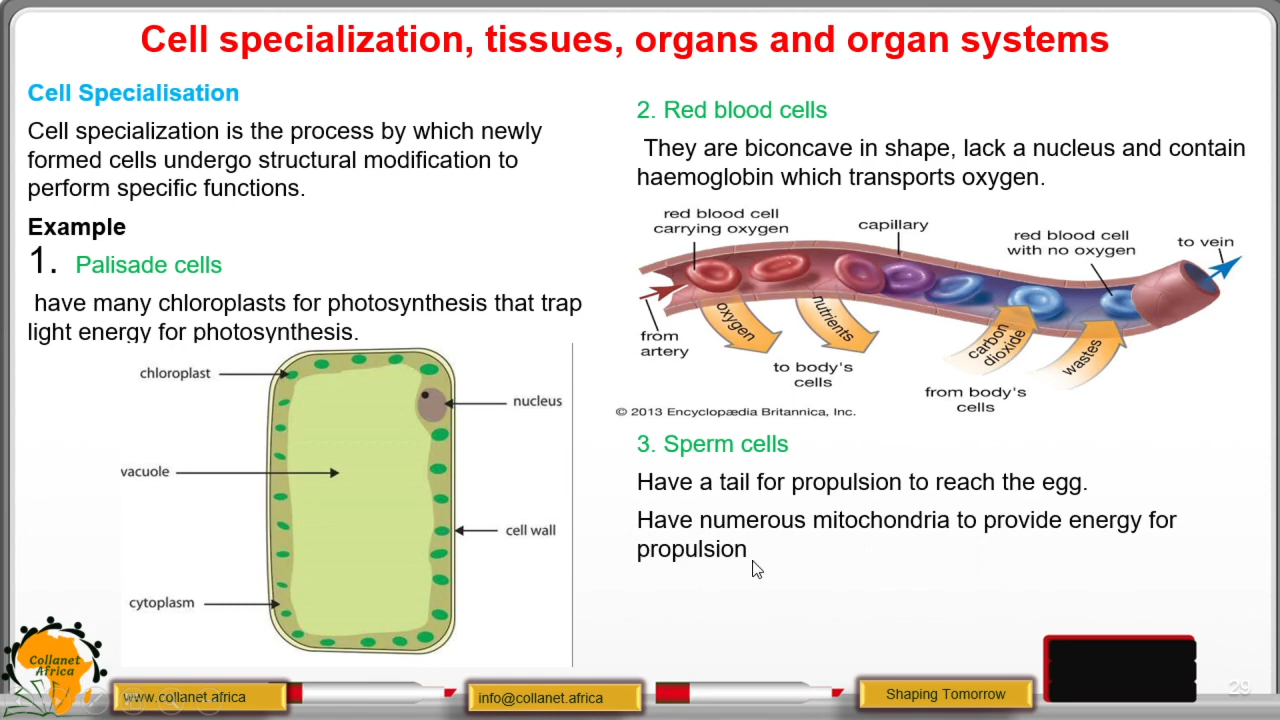 Cell specialization, tissues, organs and organ systems
Cell Specialisation
Cell specialization is the process by which newly
formed cells undergo structural modification to
perform specific functions.
Example
1. Palisade cells
have many chloroplasts for photosynthesis that trap
light energy for photosynthesis.
chloroplast
nucleus
vacuole
cell wall
cytoplasm
2. Red blood cells
They are biconcave in shape, lack a nucleus and contain
haemoglobin which transports oxygen.
red blood cell
carrying oxygen
capillary
red blood cell
with no oxygen
to vein
from
artery
oxygen
nutrients
to body's
cells
carbon
dioxide
wastes
from body's
cells
© 2013 Encyclopædia Britannica, Inc.
3. Sperm cells
Have a tail for propulsion to reach the egg.
Have numerous mitochondria to provide energy for
propulsion
Collanet
Africa
www.collanet.africa
info@collanet.africa
Shaping Tomorrow
29